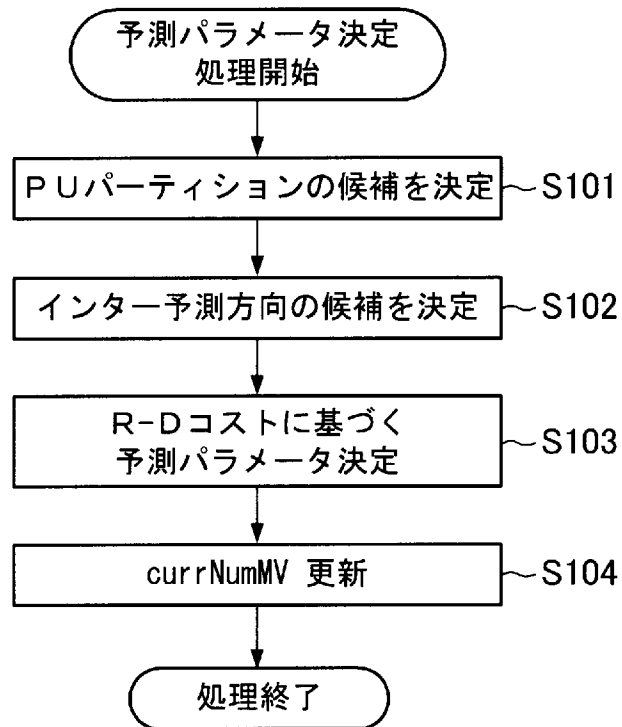 予測パラメータ決定
処理開始
ＰＵパーティションの候補を決定
S101
インター予測方向の候補を決定
S102
Ｒ-Ｄコストに基づく
予測パラメータ決定
S103
currNumMV 更新
S104
処理終了